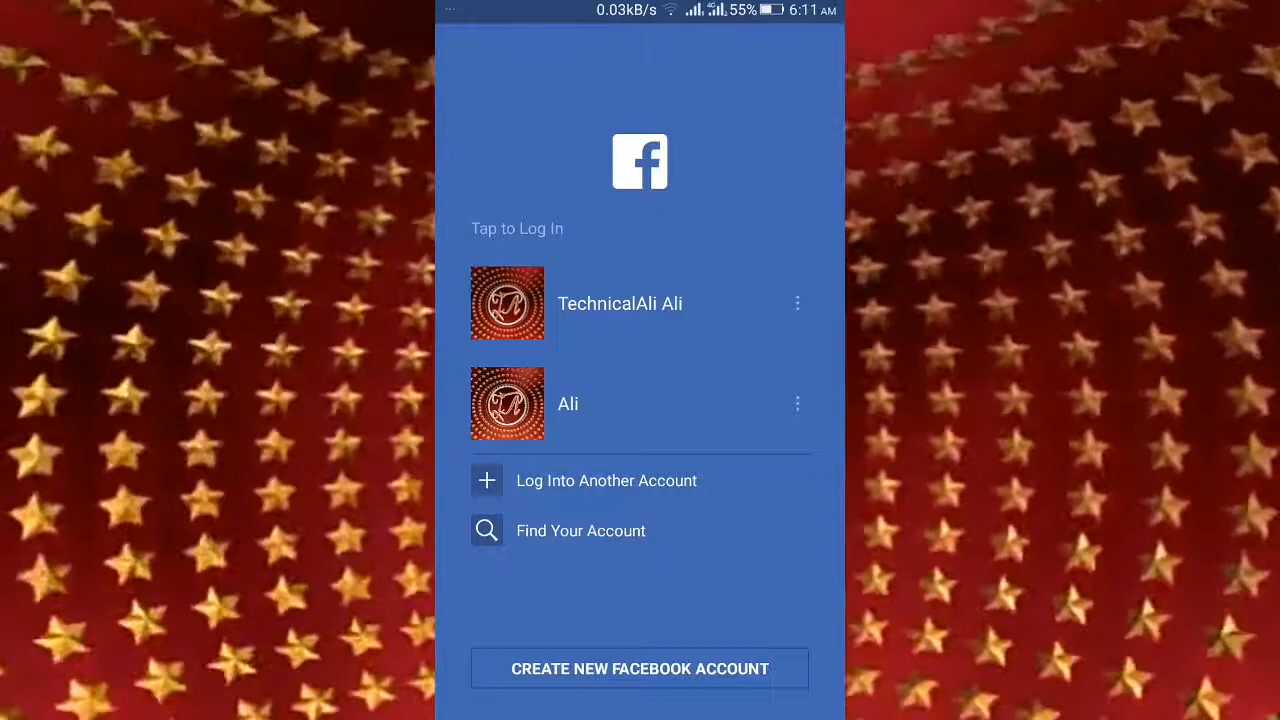 ... 0.03kB/s 4G 55% 6:11 AM
f
Tap to Log In
TechnicalAli Ali
Ali
Log Into Another Account
Find Your Account
CREATE NEW FACEBOOK ACCOUNT